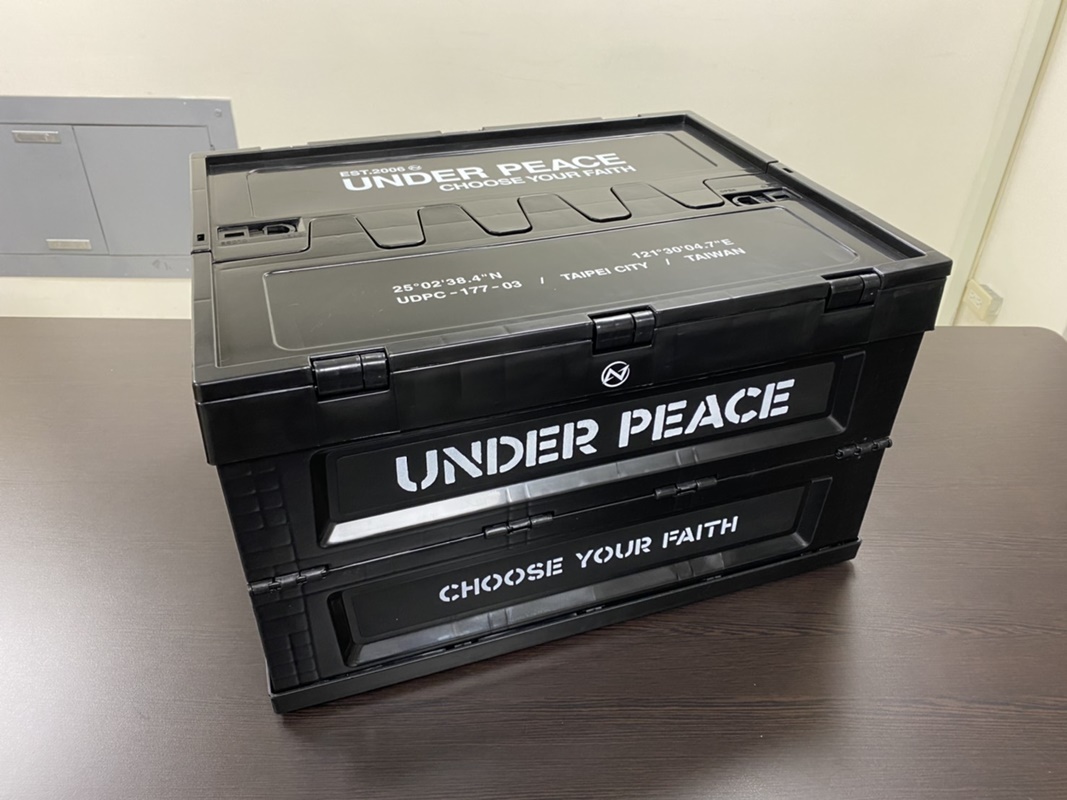 EST.2006
UNDER PEACE
CHOOSE YOUR FAITH
25°02'38.4"N 121°30'04.7"E
UDPC-177-03 / TAIPEI CITY / TAIWAN
UNDER PEACE
CHOOSE YOUR FAITH